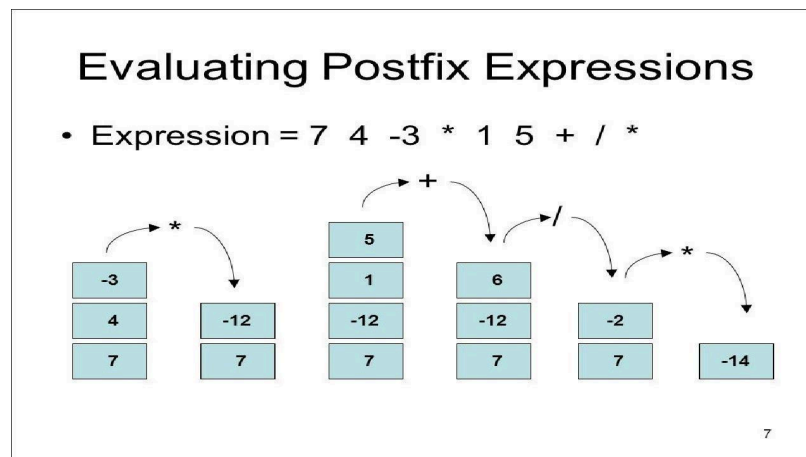 Evaluating Postfix Expressions
• Expression = 7 4 -3 * 1 5 + / *
+
* 5 / *
-3 1 6
4 -12 -12 -12 -2
7 7 7 7 7 -14
7